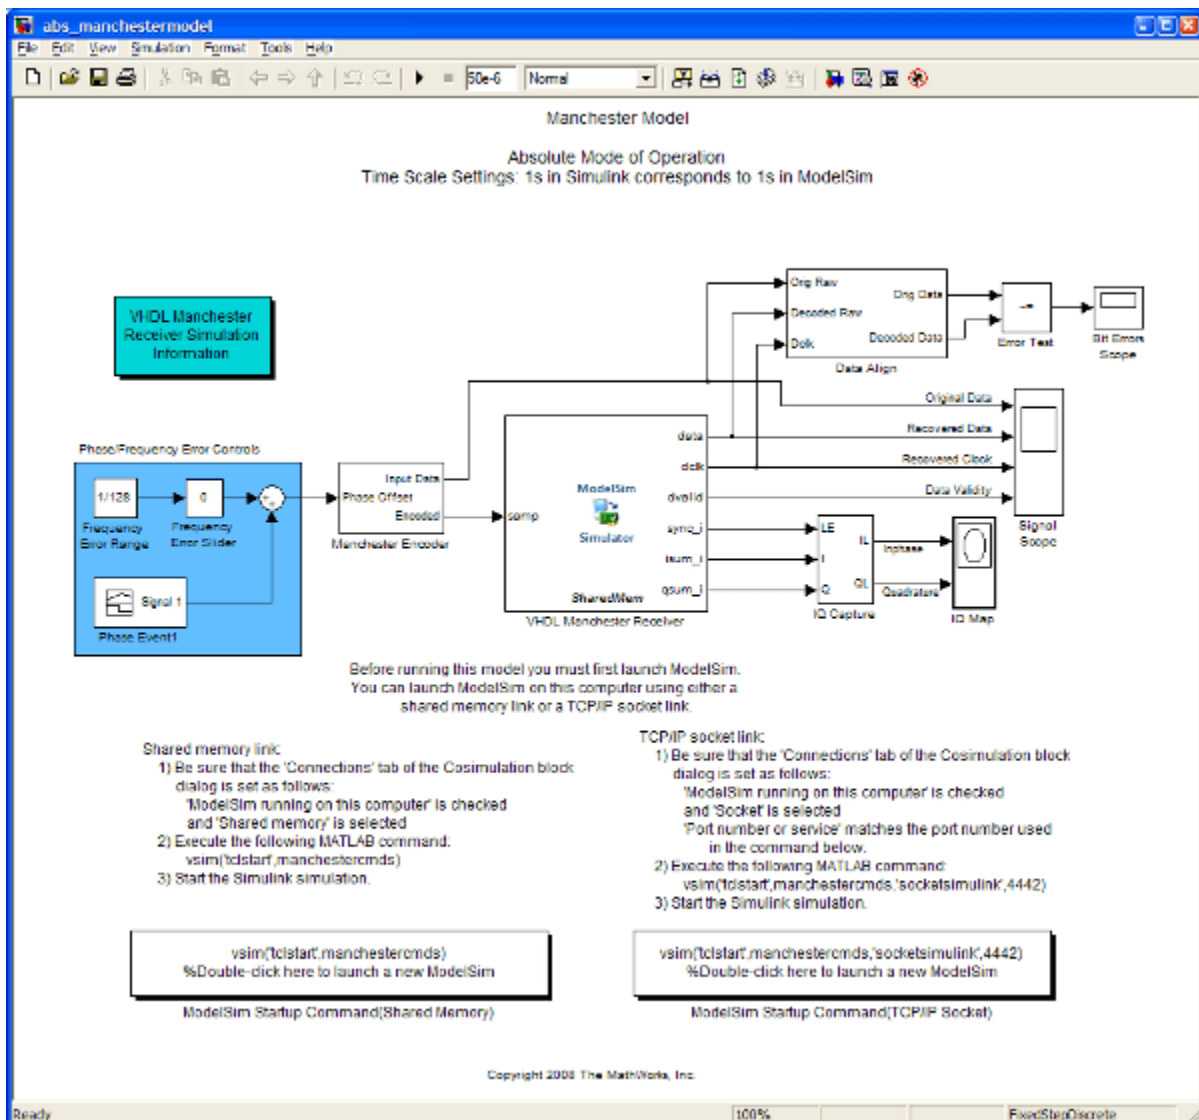 abs_manchestermodel
File Edit View Simulation Format Tools Help
50e-6 Normal
Manchester Model
Absolute Mode of Operation
Time Scale Settings: 1s in Simulink corresponds to 1s in ModelSim
VHDL Manchester
Receiver Simulation
Information
Orig Raw
Decoded Raw
Dclk
Orig Data
Decoded Data
Data Align
~=
Error Test
Bit Errors
Scope
Original Data
Recovered Data
Recovered Clock
Data Validity
Signal
Scope
Phase/Frequency Error Controls
1/128
Frequency
Error Range
0
Frequency
Error Slider
Signal 1
Phase Event1
Phase Offset
Input Data
Encoded
Manchester Encoder
samp
ModelSim
Simulator
SharedMem
data
dclk
dvalid
sync_i
isum_i
qsum_i
VHDL Manchester Receiver
LE
I
Q
IL
QL
IQ Capture
Inphase
Quadrature
IQ Map
Before running this model you must first launch ModelSim.
You can launch ModelSim on this computer using either a
shared memory link or a TCP/IP socket link.
Shared memory link:
1) Be sure that the 'Connections' tab of the Cosimulation block
dialog is set as follows:
'ModelSim running on this computer' is checked
and 'Shared memory' is selected
2) Execute the following MATLAB command:
vsim('tclstart',manchestercmds)
3) Start the Simulink simulation.
TCP/IP socket link:
1) Be sure that the 'Connections' tab of the Cosimulation block
dialog is set as follows:
'ModelSim running on this computer' is checked
and 'Socket' is selected
'Port number or service' matches the port number used
in the command below.
2) Execute the following MATLAB command:
vsim('tclstart',manchestercmds,'socketsimulink',4442)
3) Start the Simulink simulation.
vsim('tclstart',manchestercmds)
%Double-click here to launch a new ModelSim
ModelSim Startup Command(Shared Memory)
vsim('tclstart',manchestercmds,'socketsimulink',4442)
%Double-click here to launch a new ModelSim
ModelSim Startup Command(TCP/IP Socket)
Copyright 2008 The MathWorks, Inc.
Ready 100% FixedStepDiscrete